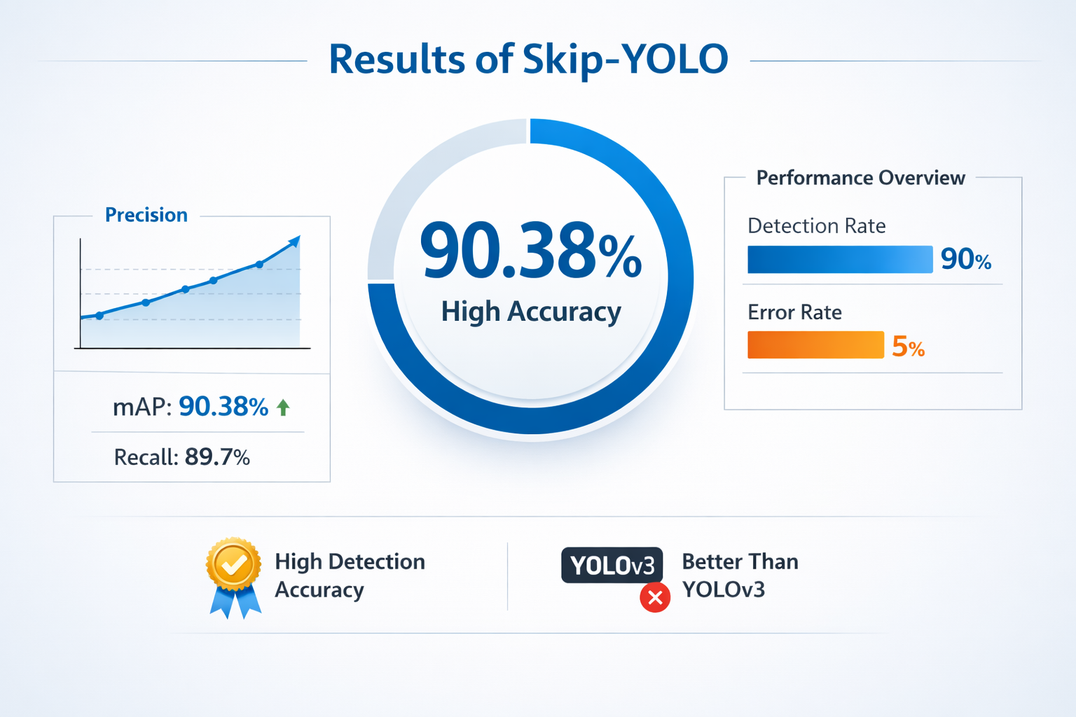 Results of Skip-YOLO
Precision
mAP: 90.38%
Recall: 89.7%
90.38%
High Accuracy
Performance Overview
Detection Rate
90%
Error Rate
5%
High Detection
Accuracy
YOLOv3
Better Than
YOLOv3